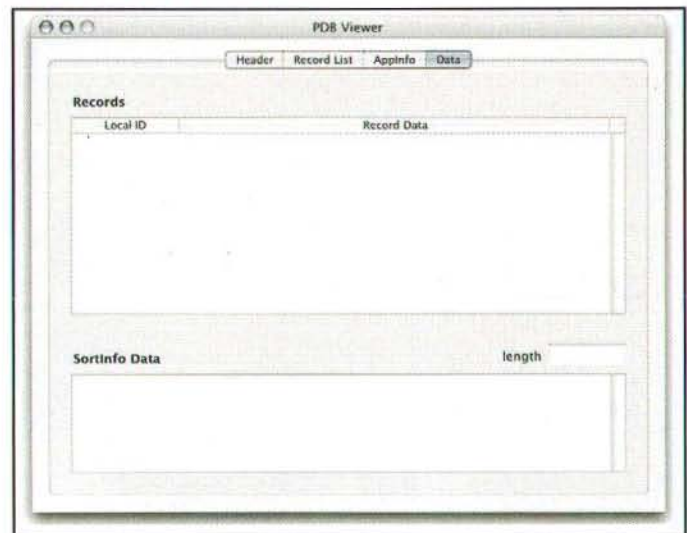 PDB Viewer
Header Record List AppInfo Data
Records
Local ID Record Data
SortInfo Data length